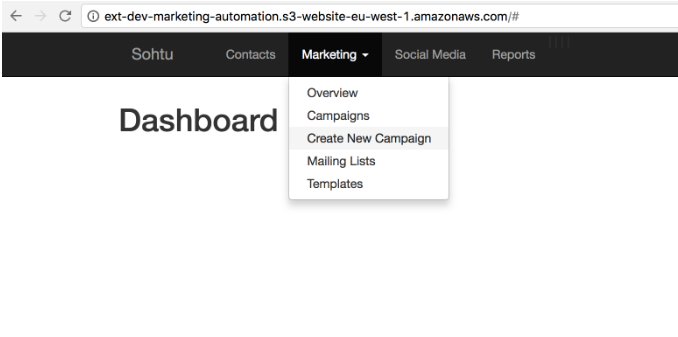 ext-dev-marketing-automation.s3-website-eu-west-1.amazonaws.com/#
Sohtu Contacts Marketing Social Media Reports
Overview
Dashboard
Campaigns
Create New Campaign
Mailing Lists
Templates